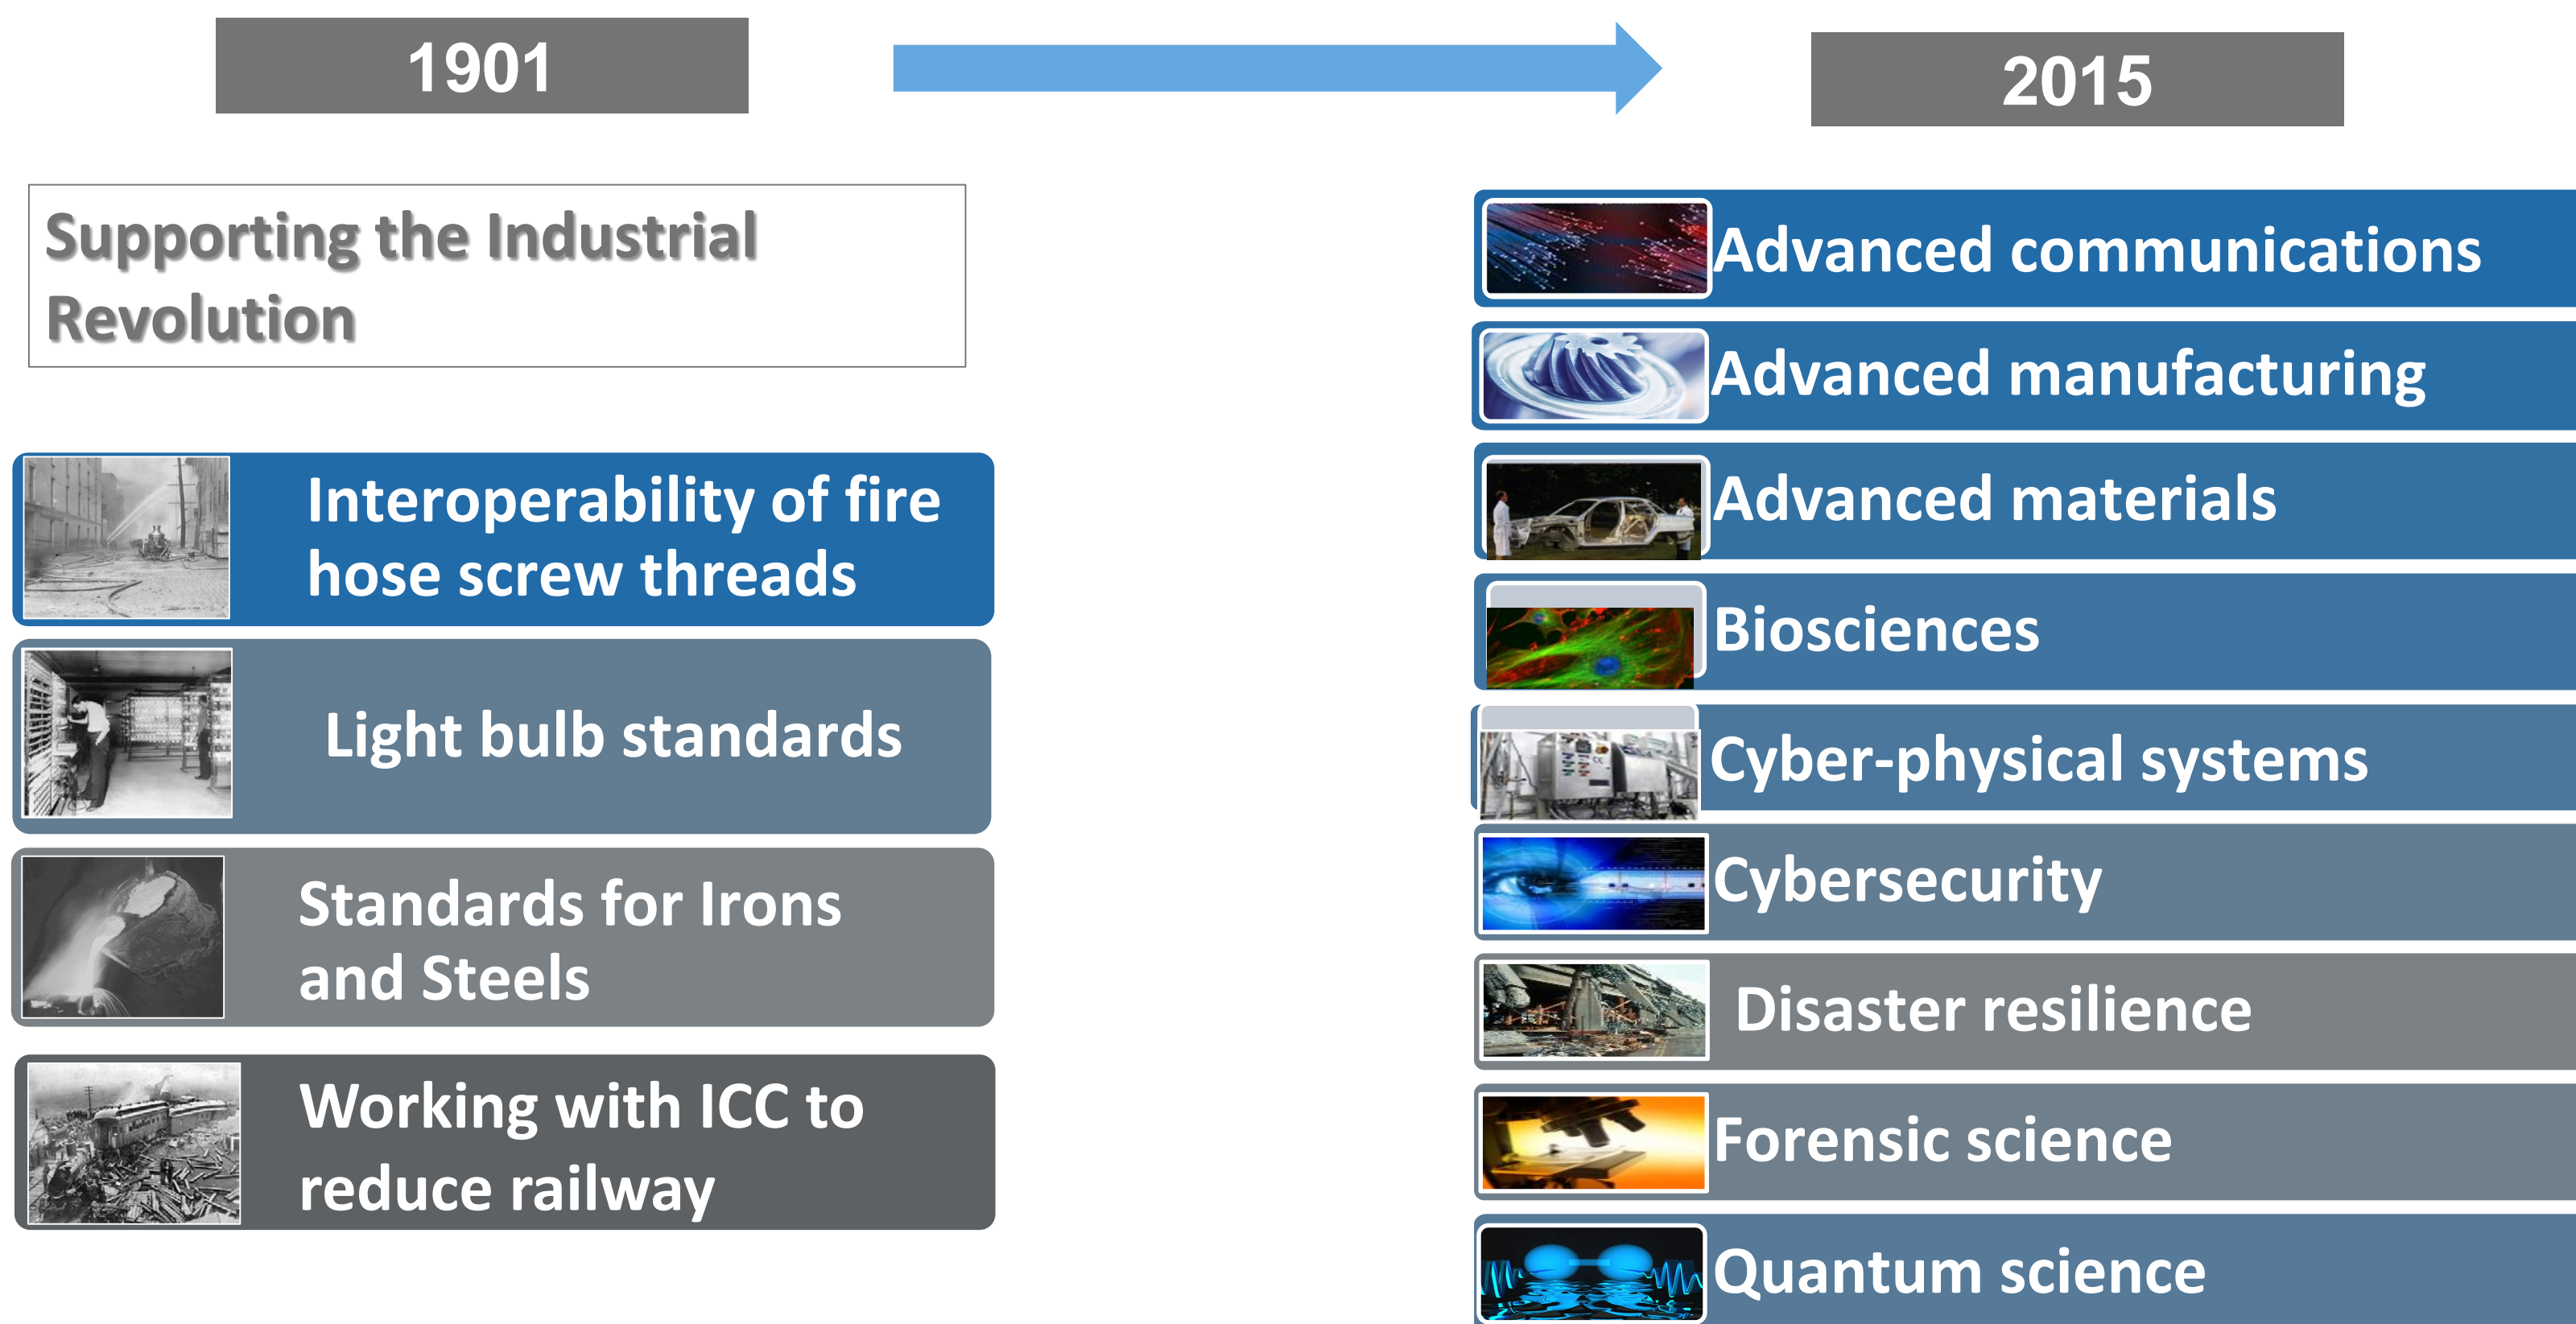 1901
2015
Supporting the Industrial
Revolution
Interoperability of fire
hose screw threads
Light bulb standards
Standards for Irons
and Steels
Working with ICC to
reduce railway
Advanced communications
Advanced manufacturing
Advanced materials
Biosciences
Cyber-physical systems
Cybersecurity
Disaster resilience
Forensic science
Quantum science